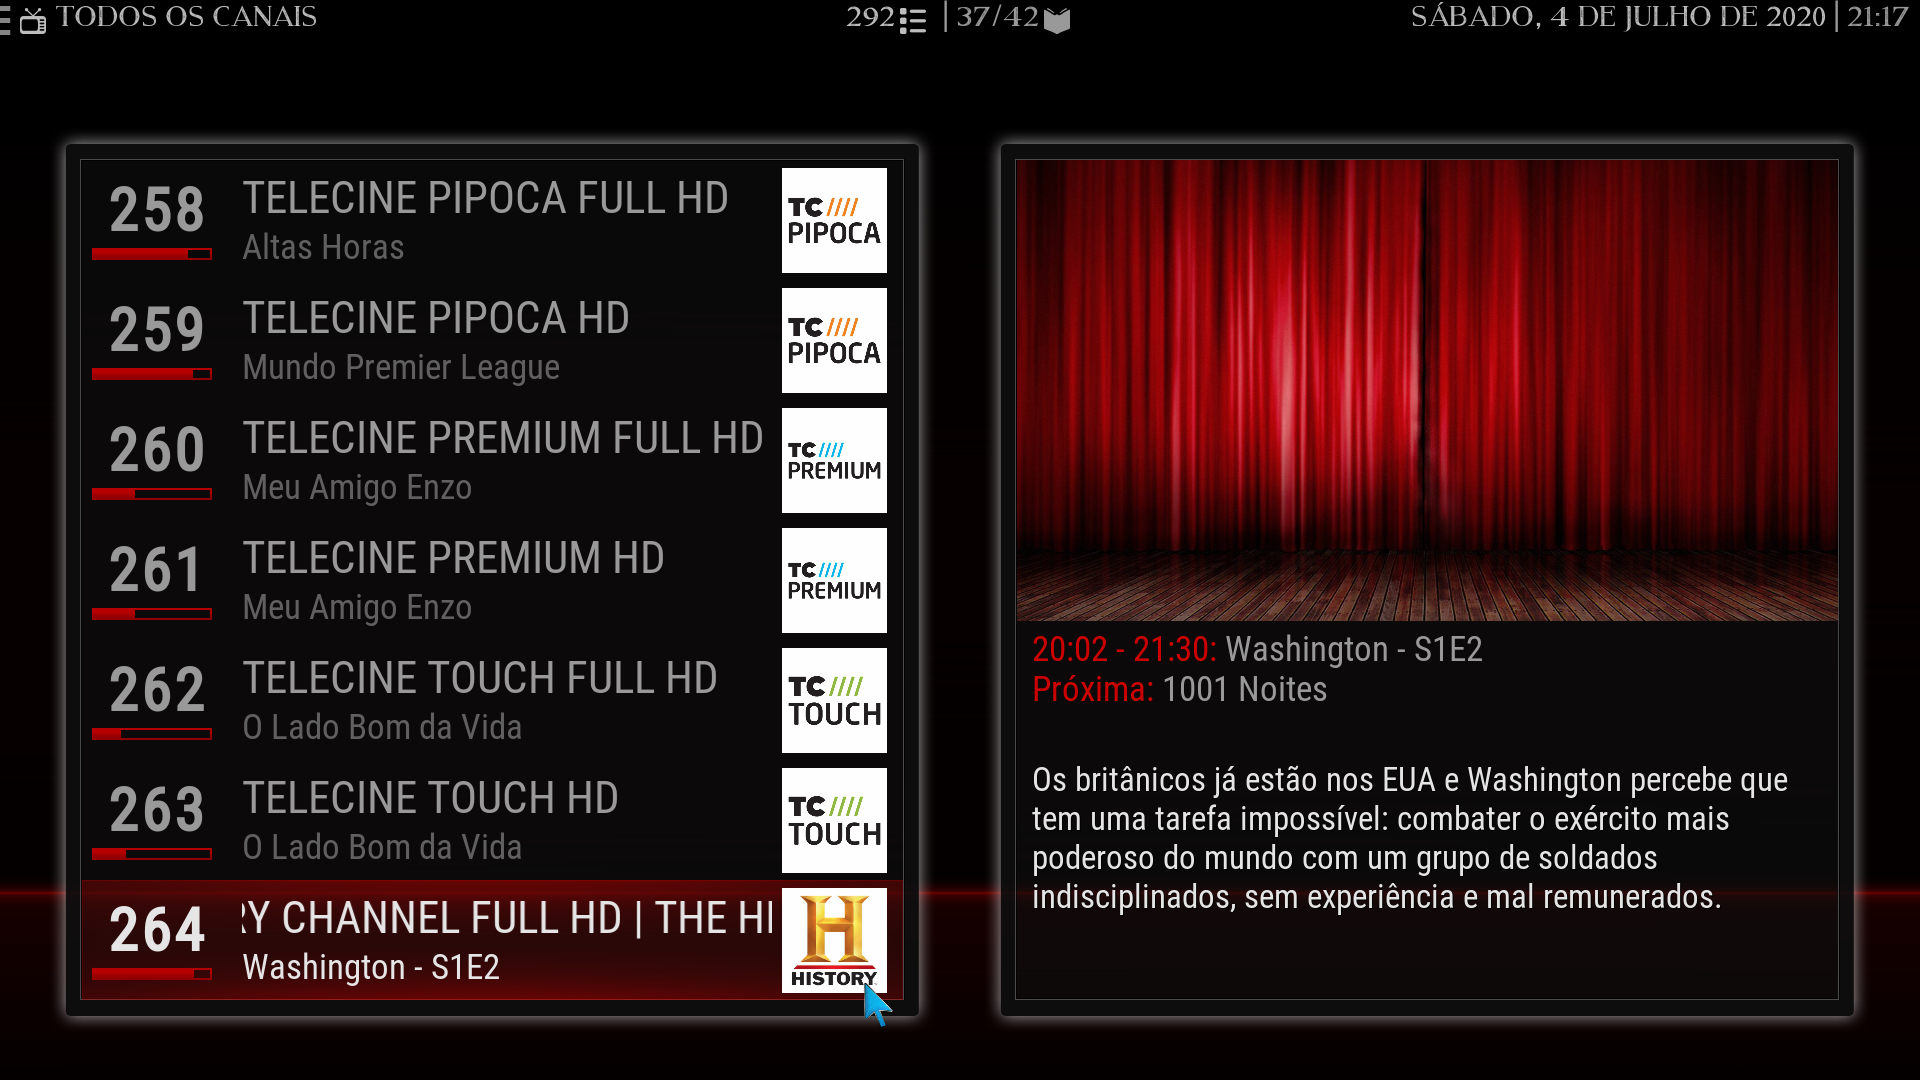 TODOS OS CANAIS
292 | 37/42
SÁBADO, 4 DE JULHO DE 2020 | 21:17
258 TELECINE PIPOCA FULL HD
Altas Horas
TC ////
PIPOCA
259 TELECINE PIPOCA HD
Mundo Premier League
TC ////
PIPOCA
260 TELECINE PREMIUM FULL HD
Meu Amigo Enzo
TC ////
PREMIUM
261 TELECINE PREMIUM HD
Meu Amigo Enzo
TC ////
PREMIUM
262 TELECINE TOUCH FULL HD
O Lado Bom da Vida
TC ////
TOUCH
263 TELECINE TOUCH HD
O Lado Bom da Vida
TC ////
TOUCH
264 RY CHANNEL FULL HD | THE HI
Washington - S1E2
H
HISTORY
20:02 - 21:30: Washington - S1E2
Próxima: 1001 Noites
Os britânicos já estão nos EUA e Washington percebe que
tem uma tarefa impossível: combater o exército mais
poderoso do mundo com um grupo de soldados
indisciplinados, sem experiência e mal remunerados.